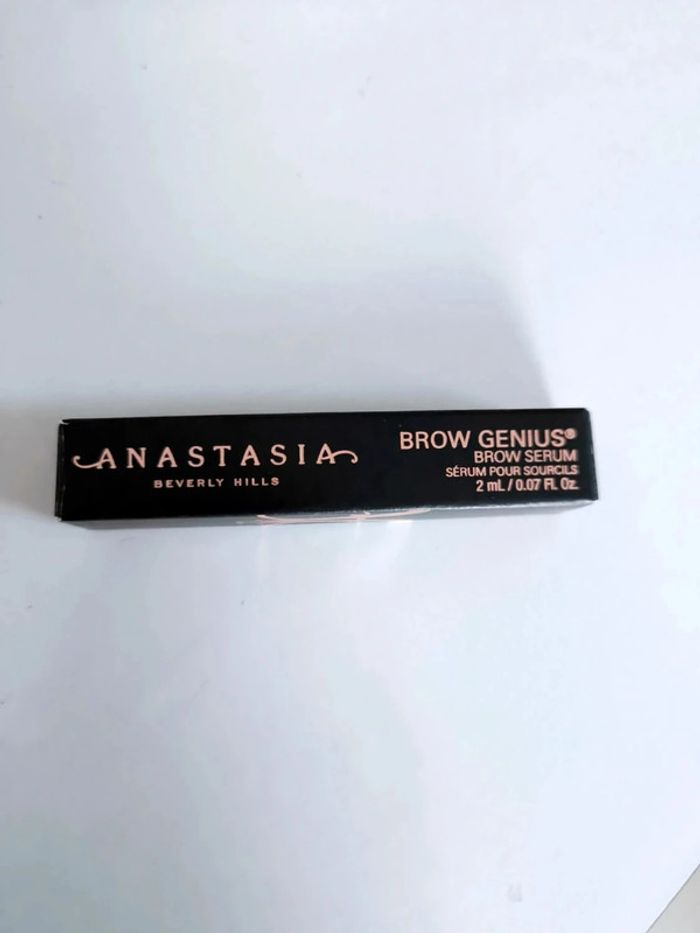 ANASTASIA
BEVERLY HILLS
BROW GENIUS®
BROW SERUM
SÉRUM POUR SOURCILS
2 mL / 0.07 Fl. Oz.